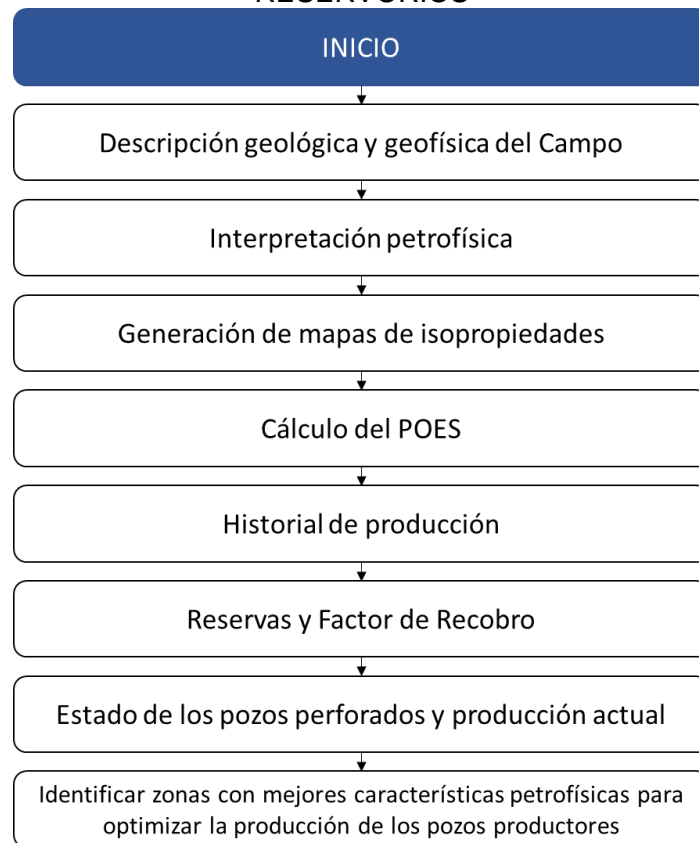 INICIO
Descripción geológica y geofísica del Campo
Interpretación petrofísica
Generación de mapas de isopropiedades
Cálculo del POES
Historial de producción
Reservas y Factor de Recobro
Estado de los pozos perforados y producción actual
Identificar zonas con mejores características petrofísicas para
optimizar la producción de los pozos productores